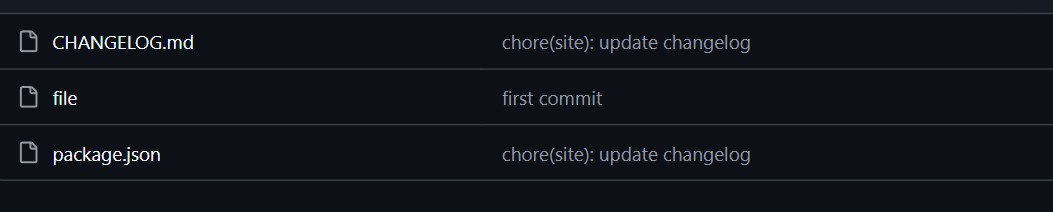 CHANGELOG.md chore(site): update changelog
file first commit
package.json chore(site): update changelog